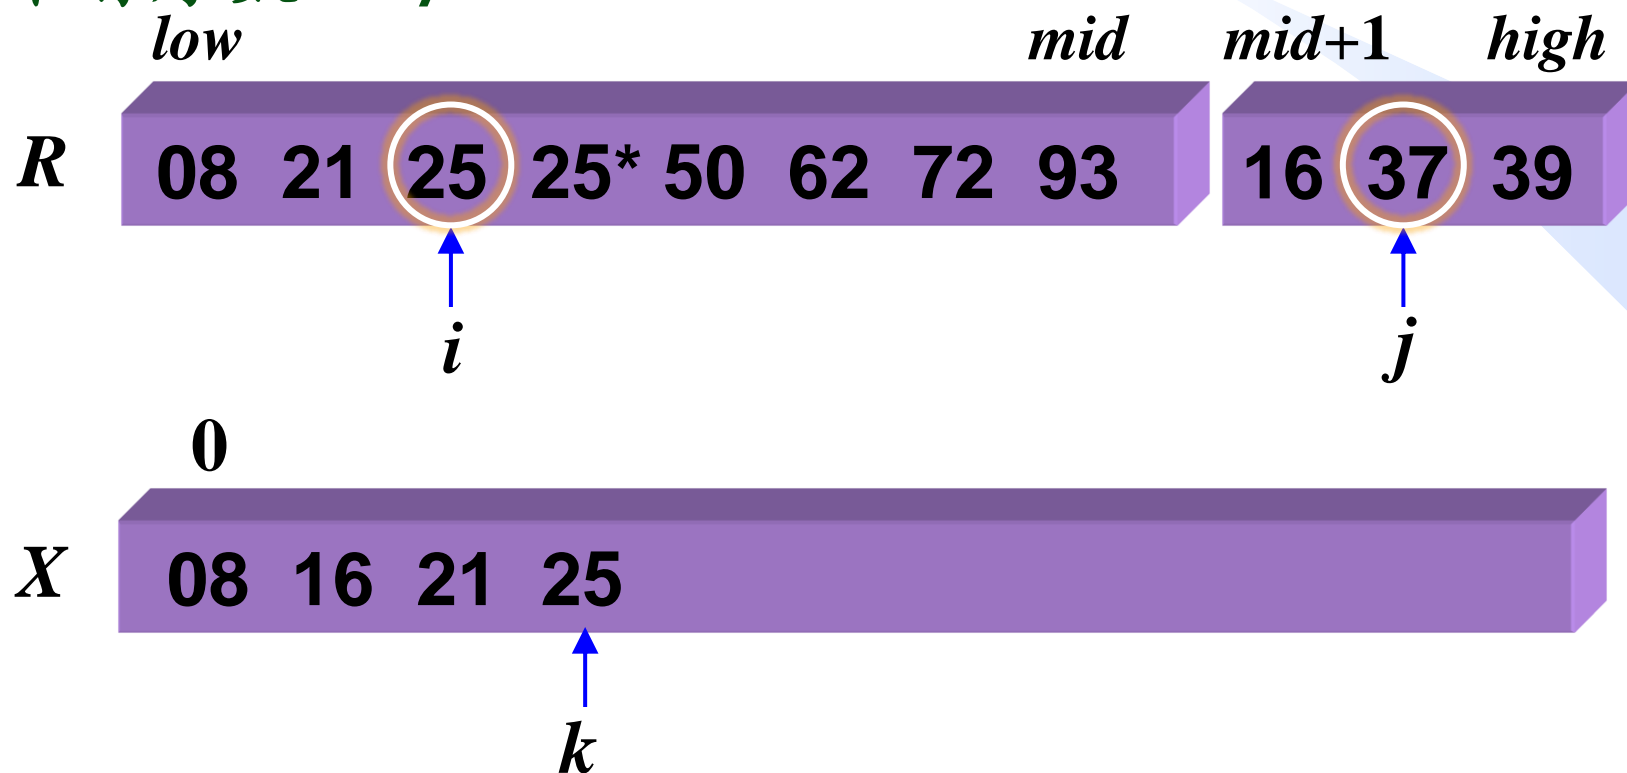 low mid mid+1 high
R 08 21 25 25* 50 62 72 93 16 37 39
i j
0
X 08 16 21 25
k